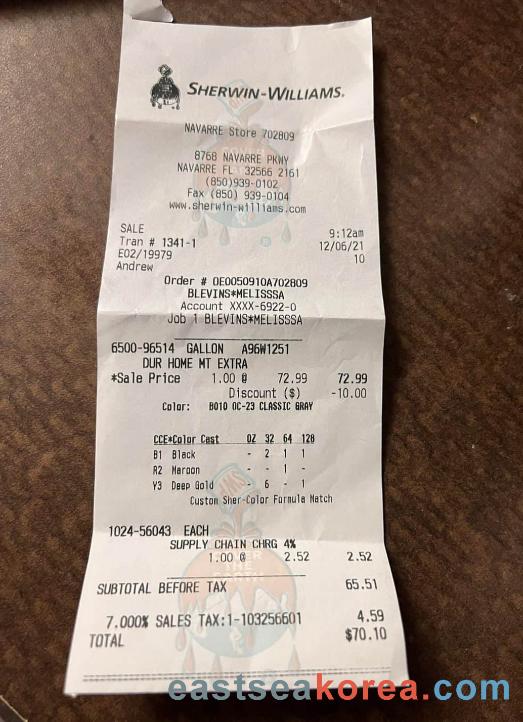 SHERWIN-WILLIAMS.
NAVARRE Store 702809
8768 NAVARRE PKWY
NAVARRE FL 32566 2161
(850)939-0102
Fax (850) 939-0104
www.sherwin-williams.com
SALE 9:12am
Tran # 1341-1 12/06/21
E02/19979 10
Andrew
Order # OE0050910A702809
BLEVINS*MELISSSA
Account XXXX-6922-0
Job 1 BLEVINS*MELISSSA
6500-96514 GALLON A96W1251
DUR HOME MT EXTRA
*Sale Price 1.00 @ 72.99 72.99
Discount ($) -10.00
Color: B010 OC-23 CLASSIC GRAY
CCE*Color Cast OZ 32 64 128
B1 Black - 2 1 1
R2 Maroon - - 1 -
Y3 Deep Gold - 6 - 1
Custom Sher-Color Formula Match
1024-56043 EACH
SUPPLY CHAIN CHRG 4%
1.00 @ 2.52 2.52
SUBTOTAL BEFORE TAX 65.51
7.000% SALES TAX:1-103256601 4.59
TOTAL $70.10
eastseakorea.com